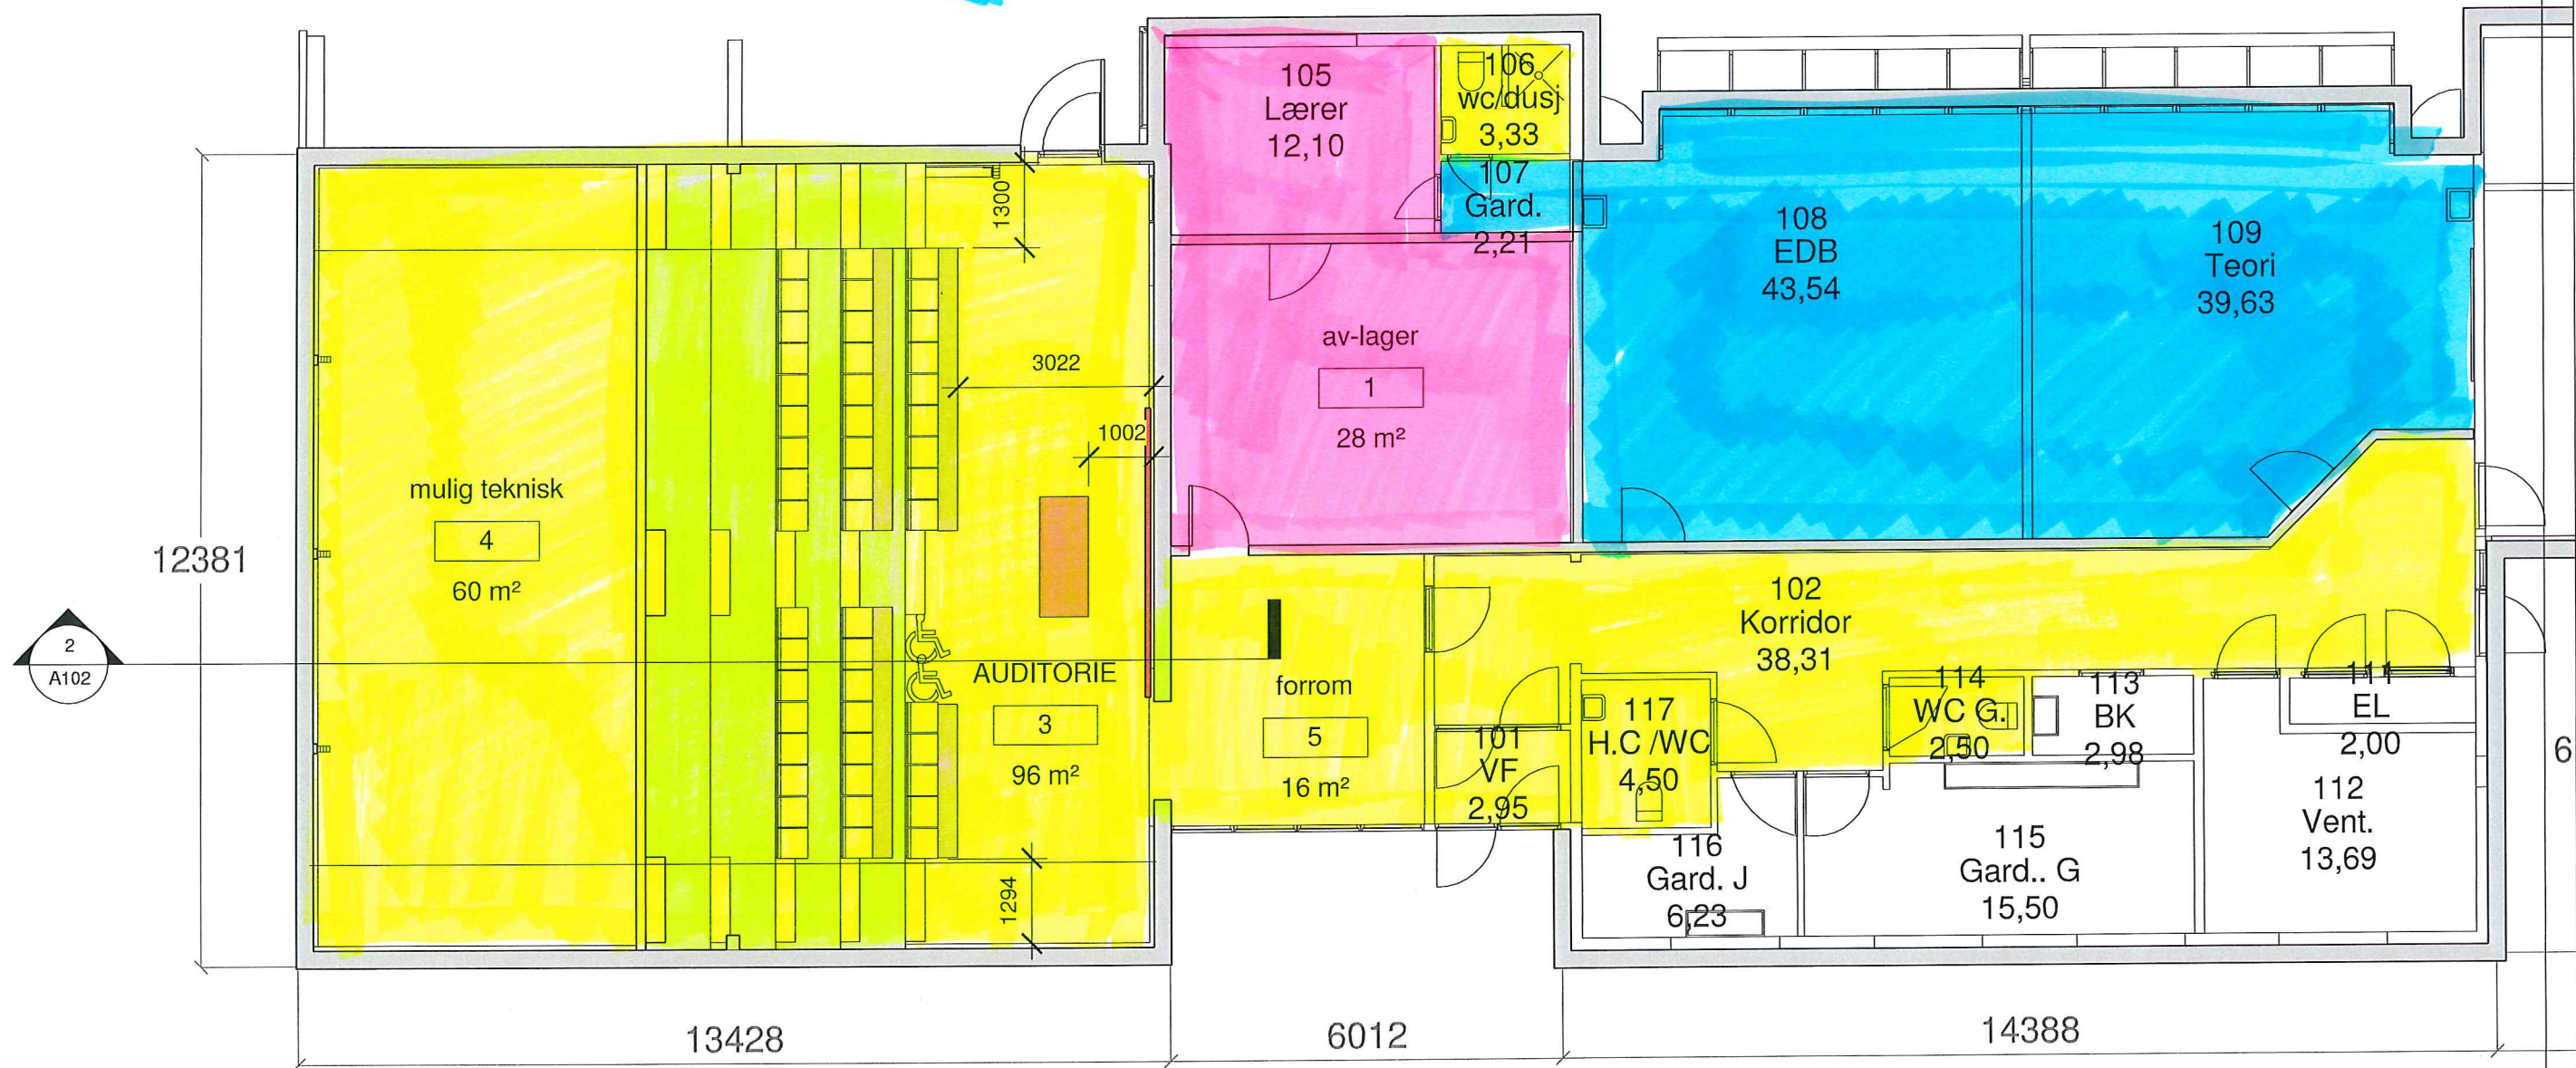 105
Lærer
12,10
106
wc/dusj
3,33
107
Gard.
2,21
108
EDB
43,54
109
Teori
39,63
1300
3022
1002
av-lager
1
28 m²
mulig teknisk
4
60 m²
12381
2
A102
AUDITORIE
3
96 m²
1294
forrom
5
16 m²
101
VF
2,95
102
Korridor
38,31
117
H.C /WC
4,50
114
WC G.
2,50
113
BK
2,98
111
EL
2,00
112
Vent.
13,69
116
Gard. J
6,23
115
Gard.. G
15,50
6
13428
6012
14388